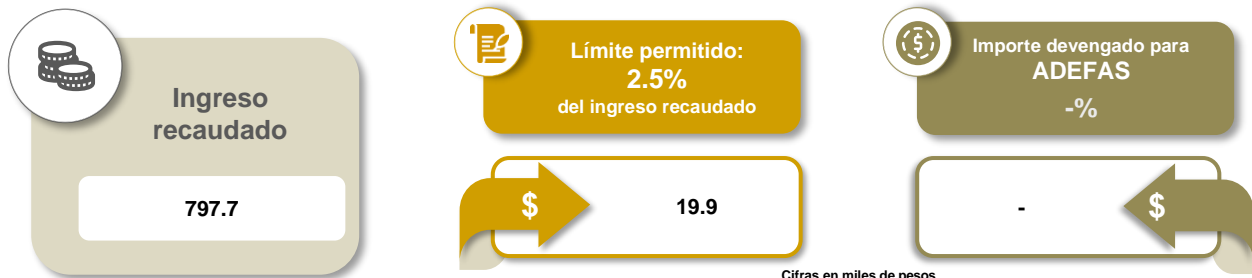 Ingreso
recaudado
797.7
Límite permitido:
2.5%
del ingreso recaudado
$
19.9
Importe devengado para
ADEFAS
-%
-
$
Cifras en miles de pesos